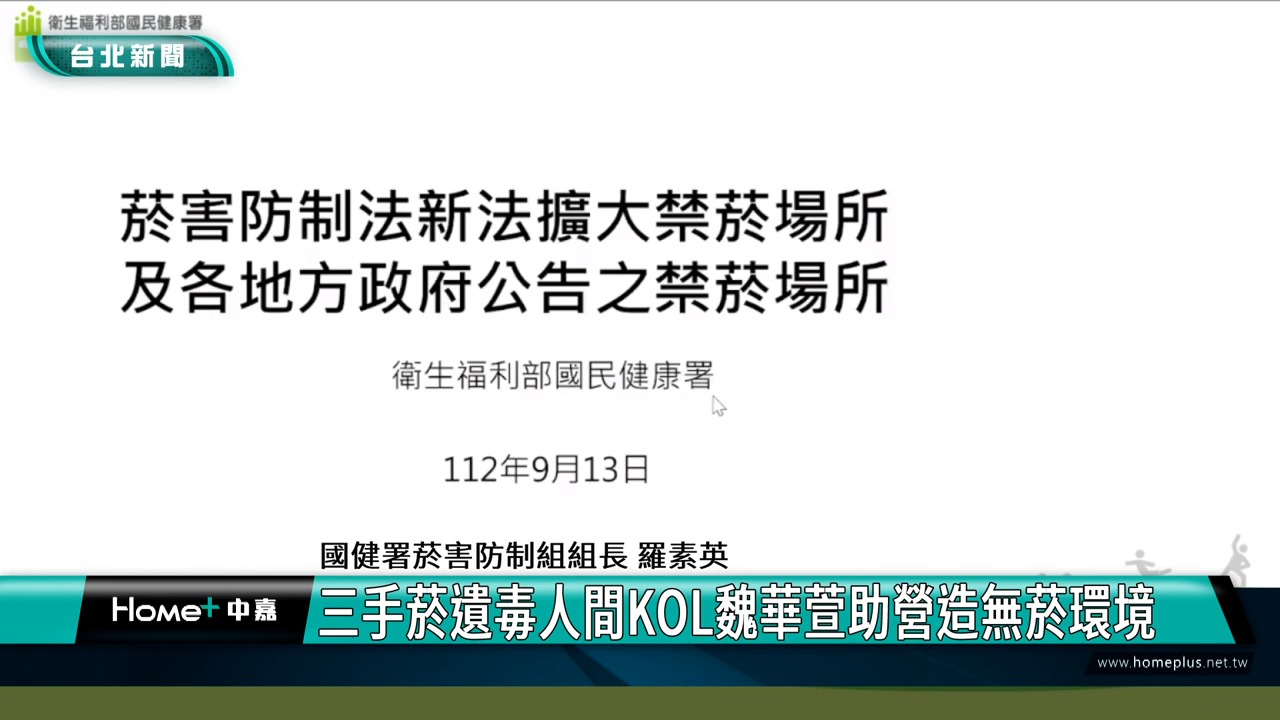 衛生福利部國民健康署
台北新聞
菸害防制法新法擴大禁菸場所
及各地方政府公告之禁菸場所
衛生福利部國民健康署
112年9月13日
國健署菸害防制組組長 羅素英
Home+中嘉
三手菸遺毒人間KOL魏華萱助營造無菸環境
www.homeplus.net.tw